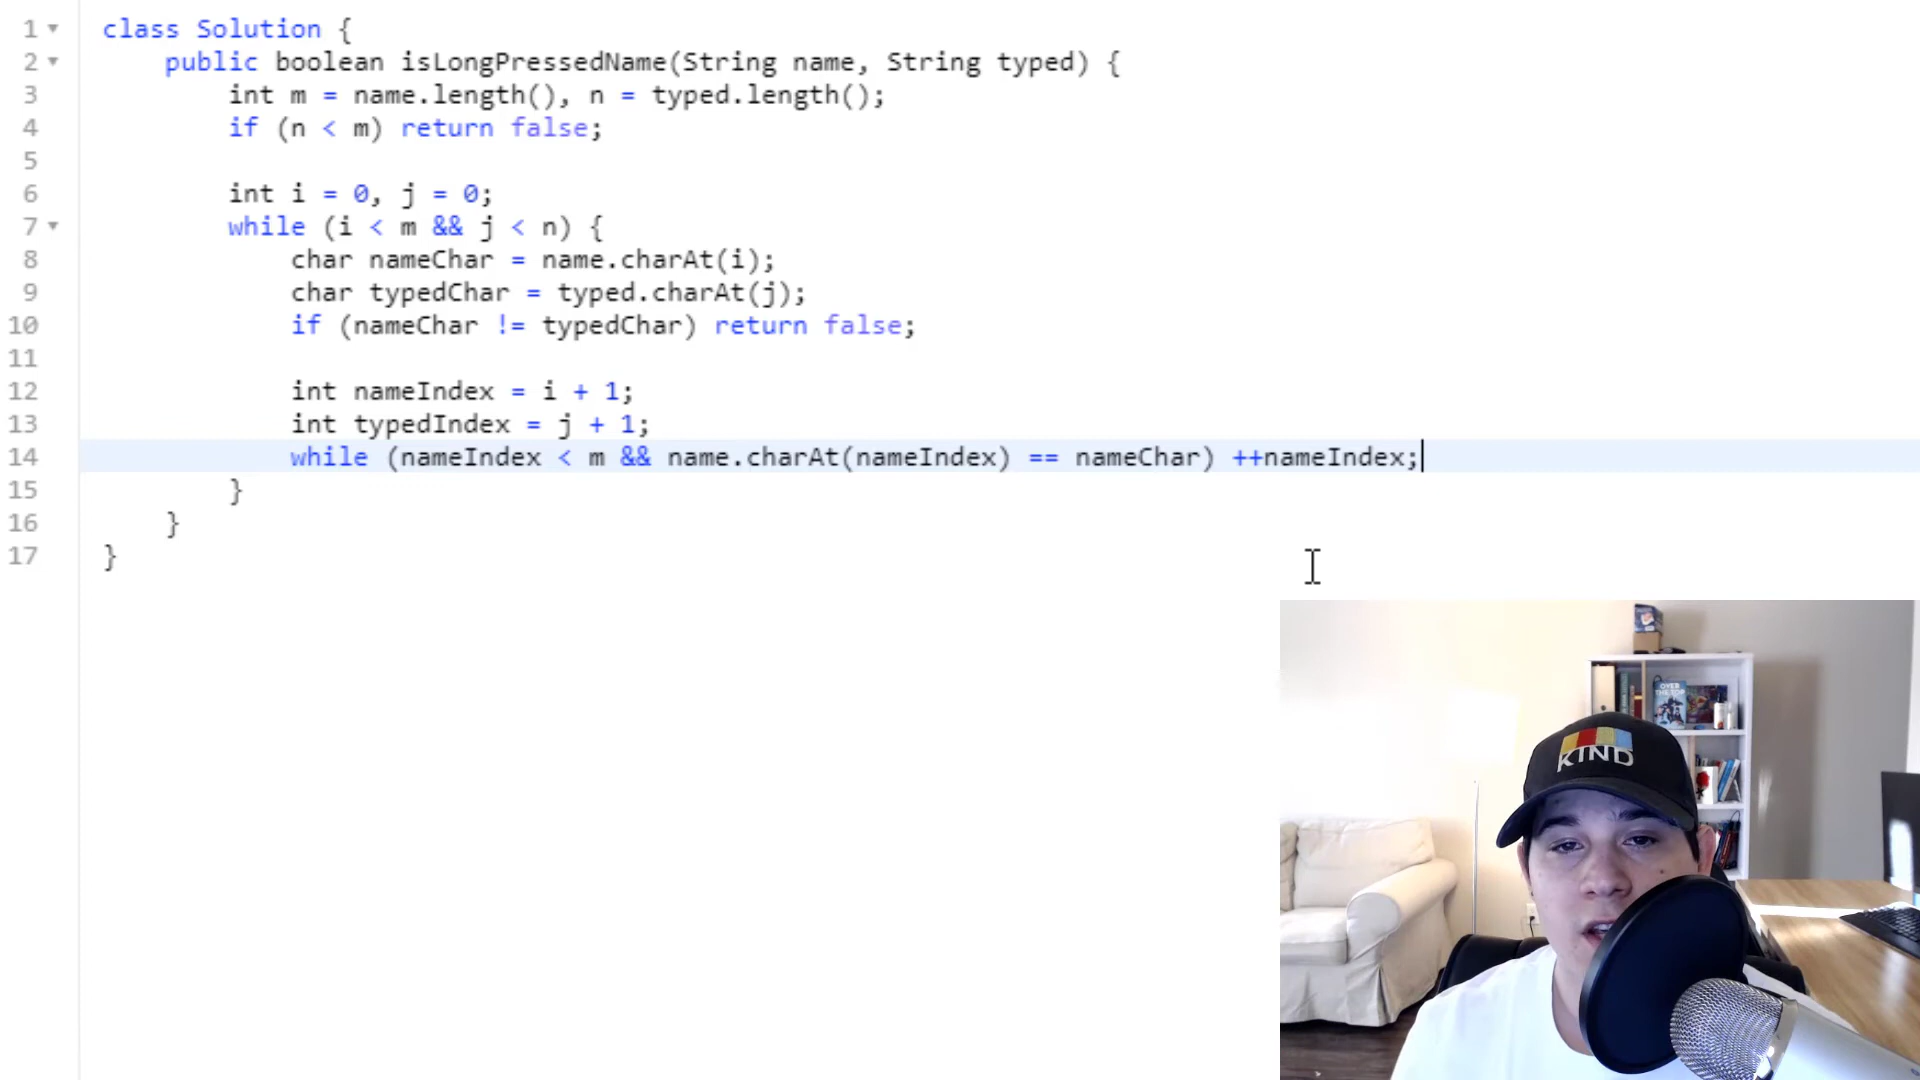 1 class Solution {
2 public boolean isLongPressedName(String name, String typed) {
3 int m = name.length(), n = typed.length();
4 if (n < m) return false;
5
6 int i = 0, j = 0;
7 while (i < m && j < n) {
8 char nameChar = name.charAt(i);
9 char typedChar = typed.charAt(j);
10 if (nameChar != typedChar) return false;
11
12 int nameIndex = i + 1;
13 int typedIndex = j + 1;
14 while (nameIndex < m && name.charAt(nameIndex) == nameChar) ++nameIndex;
15 }
16 }
17 }
OVER
THE TOP
KIND